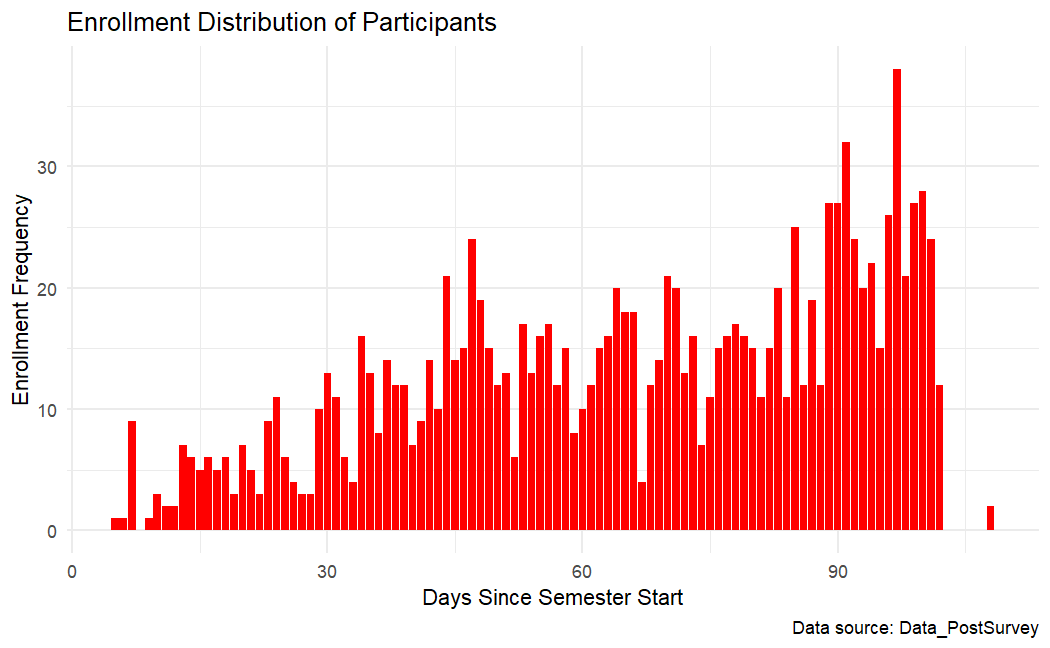 Enrollment Distribution of Participants
30
20
10
0
Enrollment Frequency
0 30 60 90
Days Since Semester Start
Data source: Data_PostSurvey